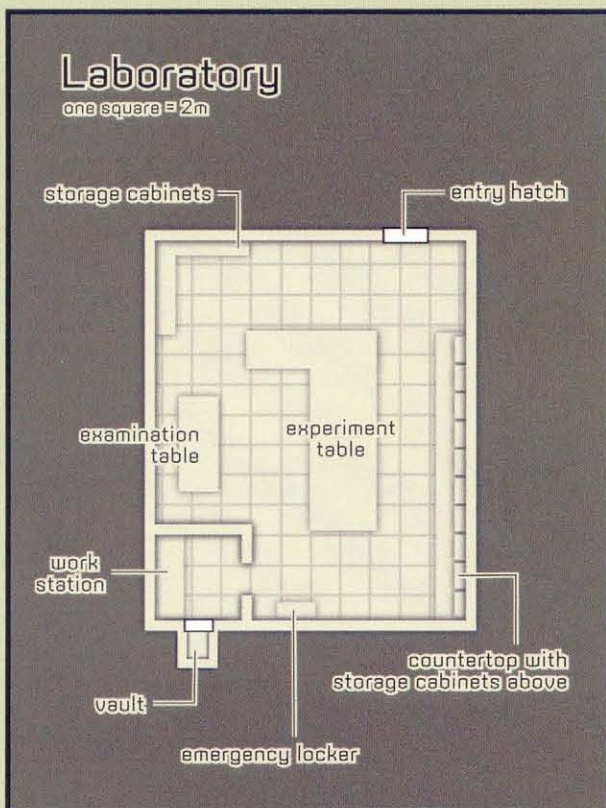 Laboratory
one square = 2m
storage cabinets
entry hatch
examination
table
experiment
table
work
station
countertop with
storage cabinets above
vault
emergency locker